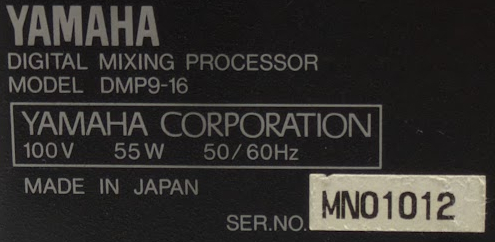 YAMAHA
DIGITAL MIXING PROCESSOR
MODEL DMP9-16
YAMAHA CORPORATION
100V 55W 50/60Hz
MADE IN JAPAN
SER.NO. MN01012